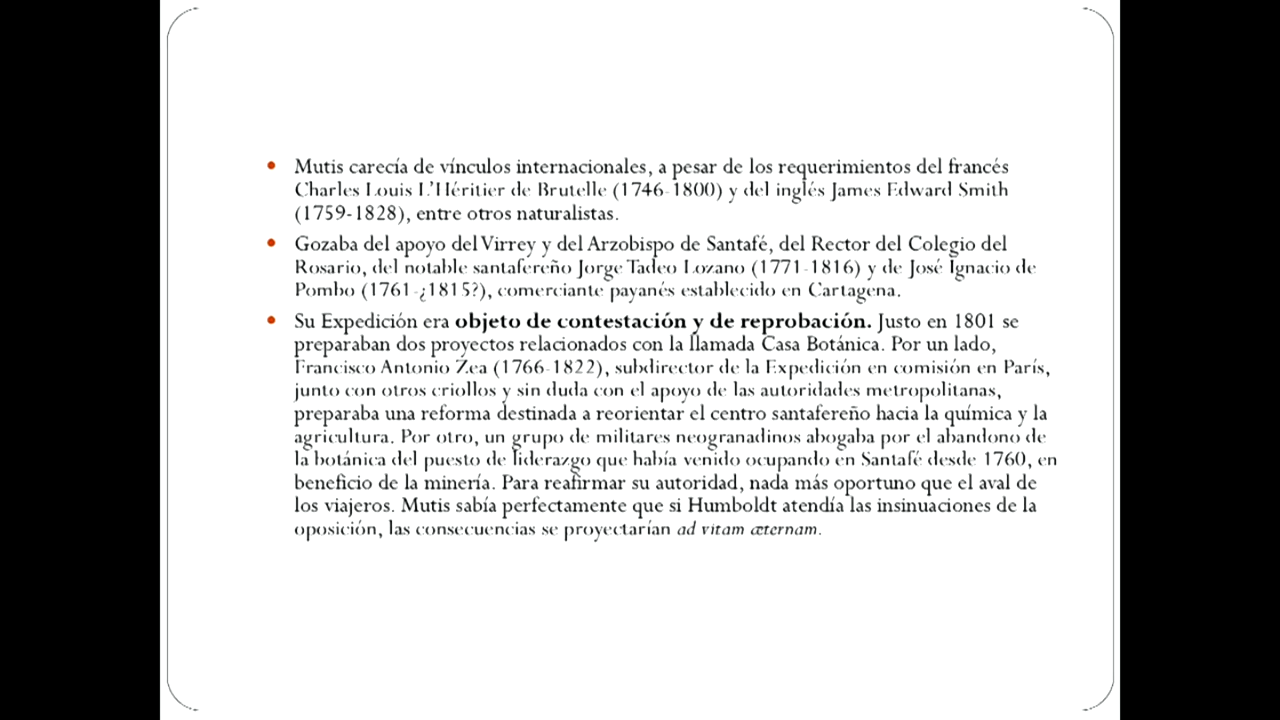 • Mutis carecía de vínculos internacionales, a pesar de los requerimientos del francés
Charles Louis L'Héritier de Brutelle (1746-1800) y del inglés James Edward Smith
(1759-1828), entre otros naturalistas.
• Gozaba del apoyo del Virrey y del Arzobispo de Santafé, del Rector del Colegio del
Rosario, del notable santafereño Jorge Tadeo Lozano (1771-1816) y de José Ignacio de
Pombo (1761-¿1815?), comerciante payanés establecido en Cartagena.
• Su Expedición era objeto de contestación y de reprobación. Justo en 1801 se
preparaban dos proyectos relacionados con la llamada Casa Botánica. Por un lado,
Francisco Antonio Zea (1766-1822), subdirector de la Expedición en comisión en París,
junto con otros criollos y sin duda con el apoyo de las autoridades metropolitanas,
preparaba una reforma destinada a reorientar el centro santafereño hacia la química y la
agricultura. Por otro, un grupo de militares neogranadinos abogaba por el abandono de
la botánica del puesto de liderazgo que había venido ocupando en Santafé desde 1760, en
beneficio de la minería. Para reafirmar su autoridad, nada más oportuno que el aval de
los viajeros. Mutis sabía perfectamente que si Humboldt atendía las insinuaciones de la
oposición, las consecuencias se proyectarían ad vitam æternam.